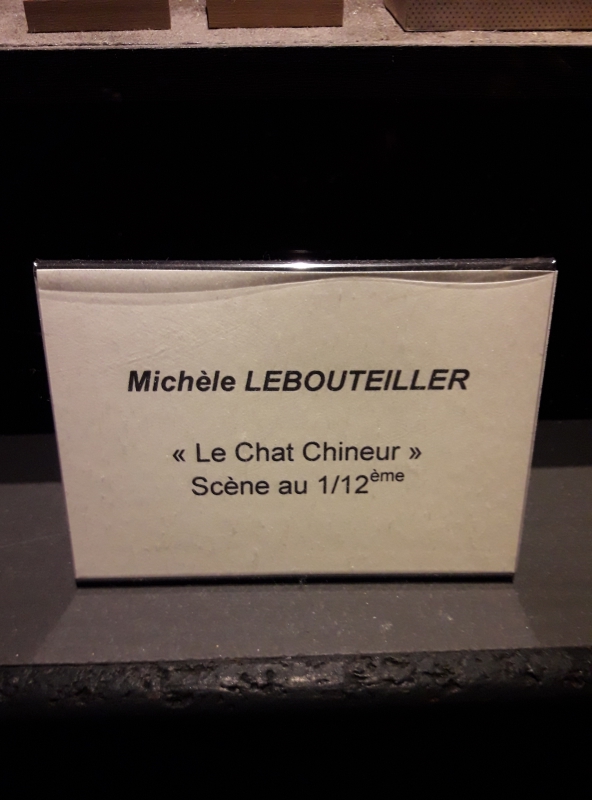 Michèle LEBOUTEILLER
« Le Chat Chineur »
Scène au 1/12ème